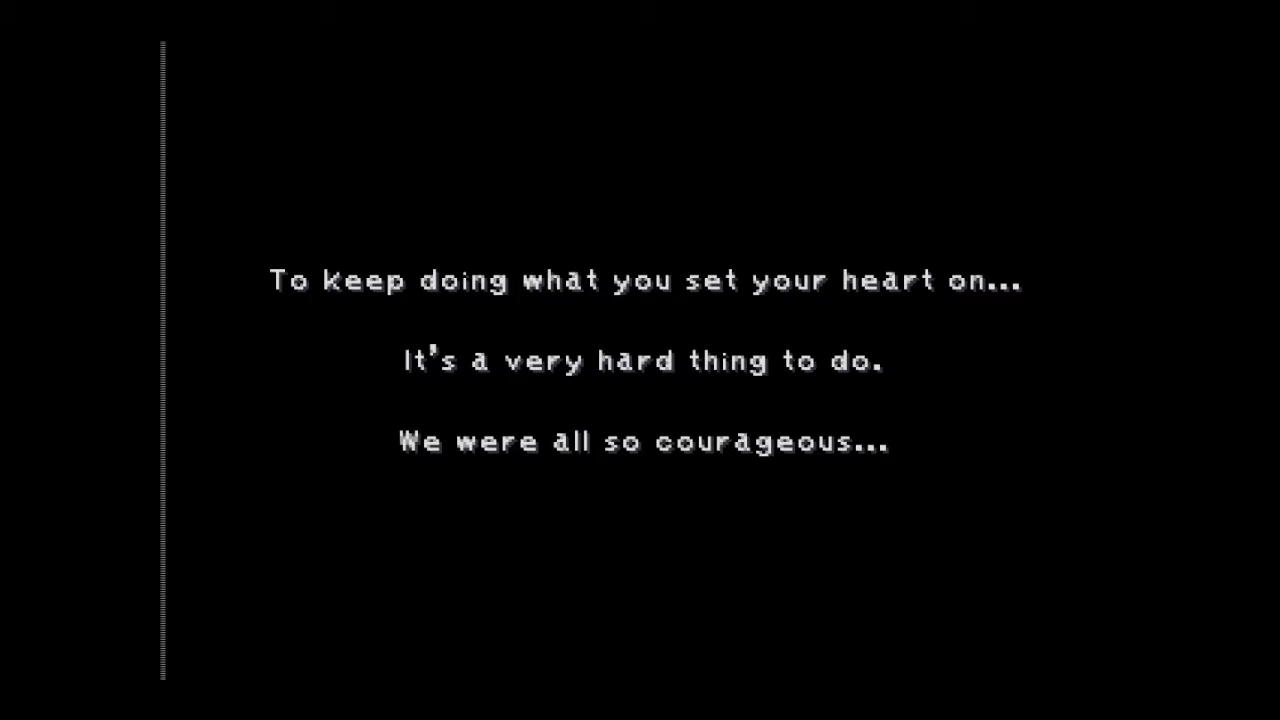 To keep doing what you set your heart on...
It's a very hard thing to do.
We were all so courageous...